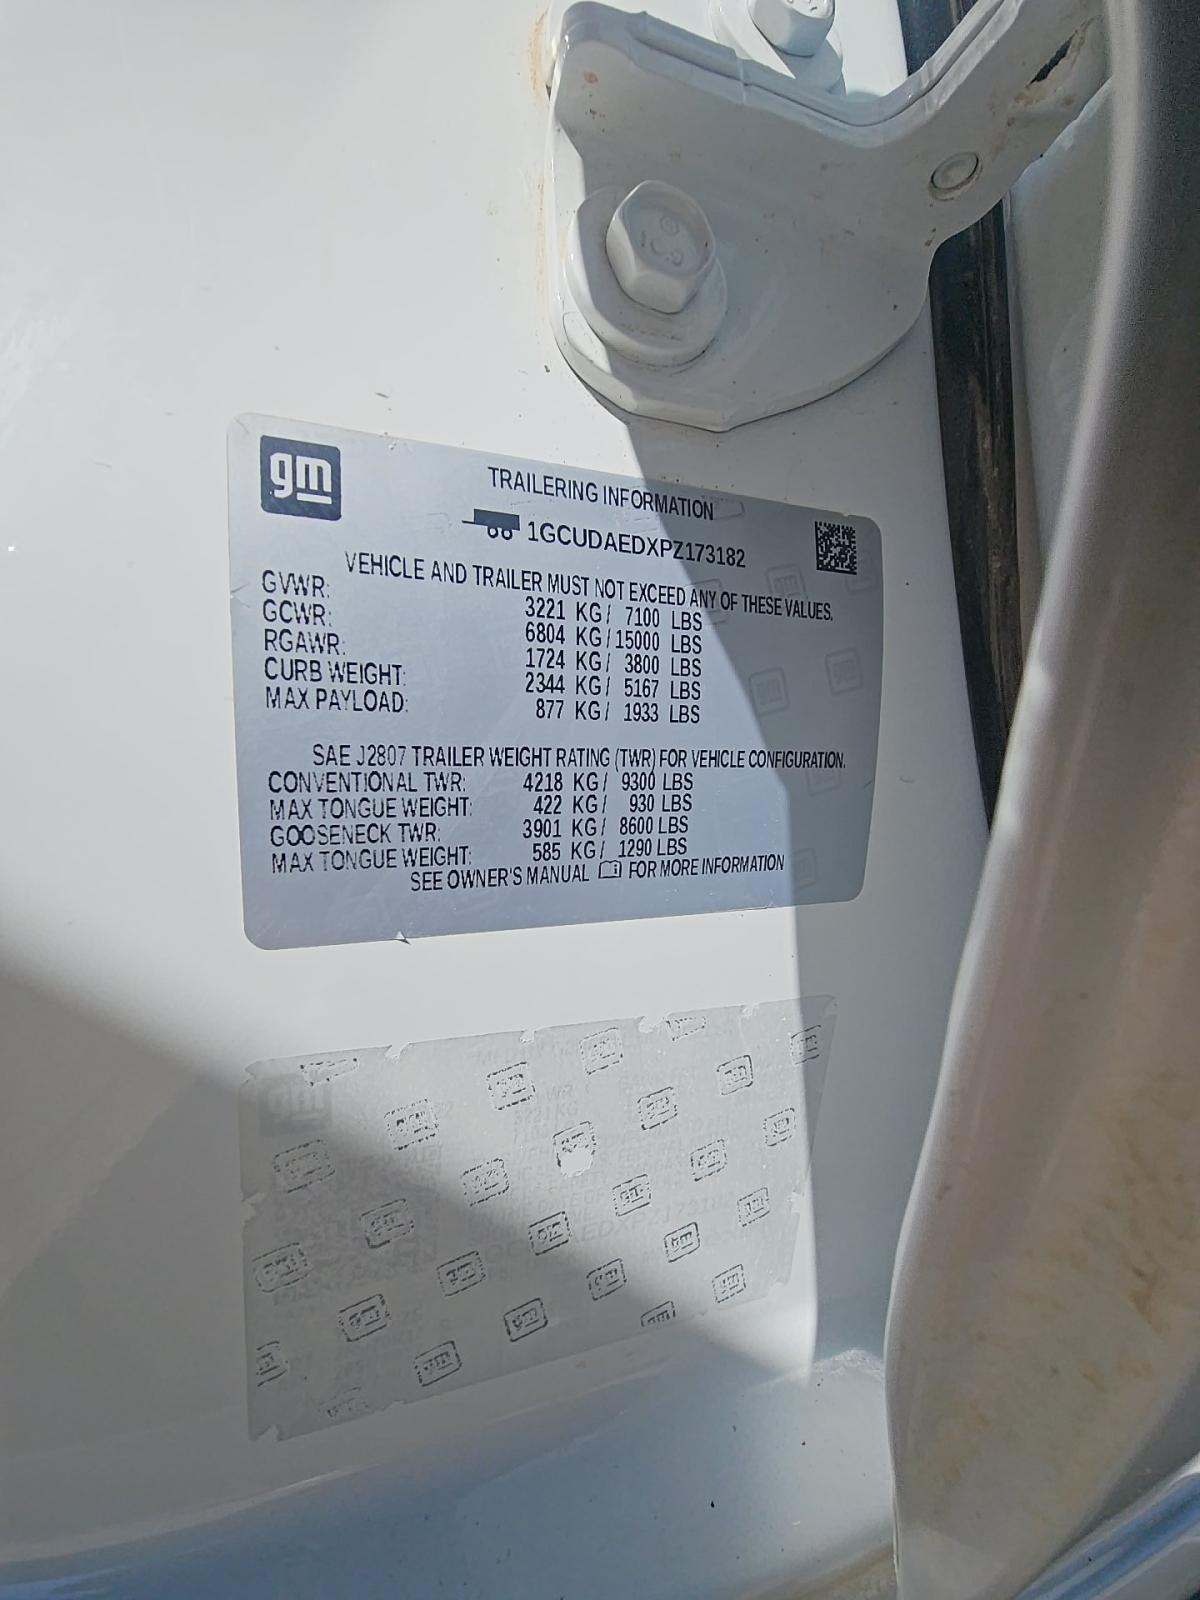 gm
TRAILERING INFORMATION
1GCUDAEDXPZ173182
VEHICLE AND TRAILER MUST NOT EXCEED ANY OF THESE VALUES.
GVWR: 3221 KG/ 7100 LBS
GCWR: 6804 KG/ 15000 LBS
RGAWR: 1724 KG/ 3800 LBS
CURB WEIGHT: 2344 KG/ 5167 LBS
MAX PAYLOAD: 877 KG/ 1933 LBS
SAE J2807 TRAILER WEIGHT RATING (TWR) FOR VEHICLE CONFIGURATION.
CONVENTIONAL TWR: 4218 KG/ 9300 LBS
MAX TONGUE WEIGHT: 422 KG/ 930 LBS
GOOSENECK TWR: 3901 KG/ 8600 LBS
MAX TONGUE WEIGHT: 585 KG/ 1290 LBS
SEE OWNER'S MANUAL FOR MORE INFORMATION
gm